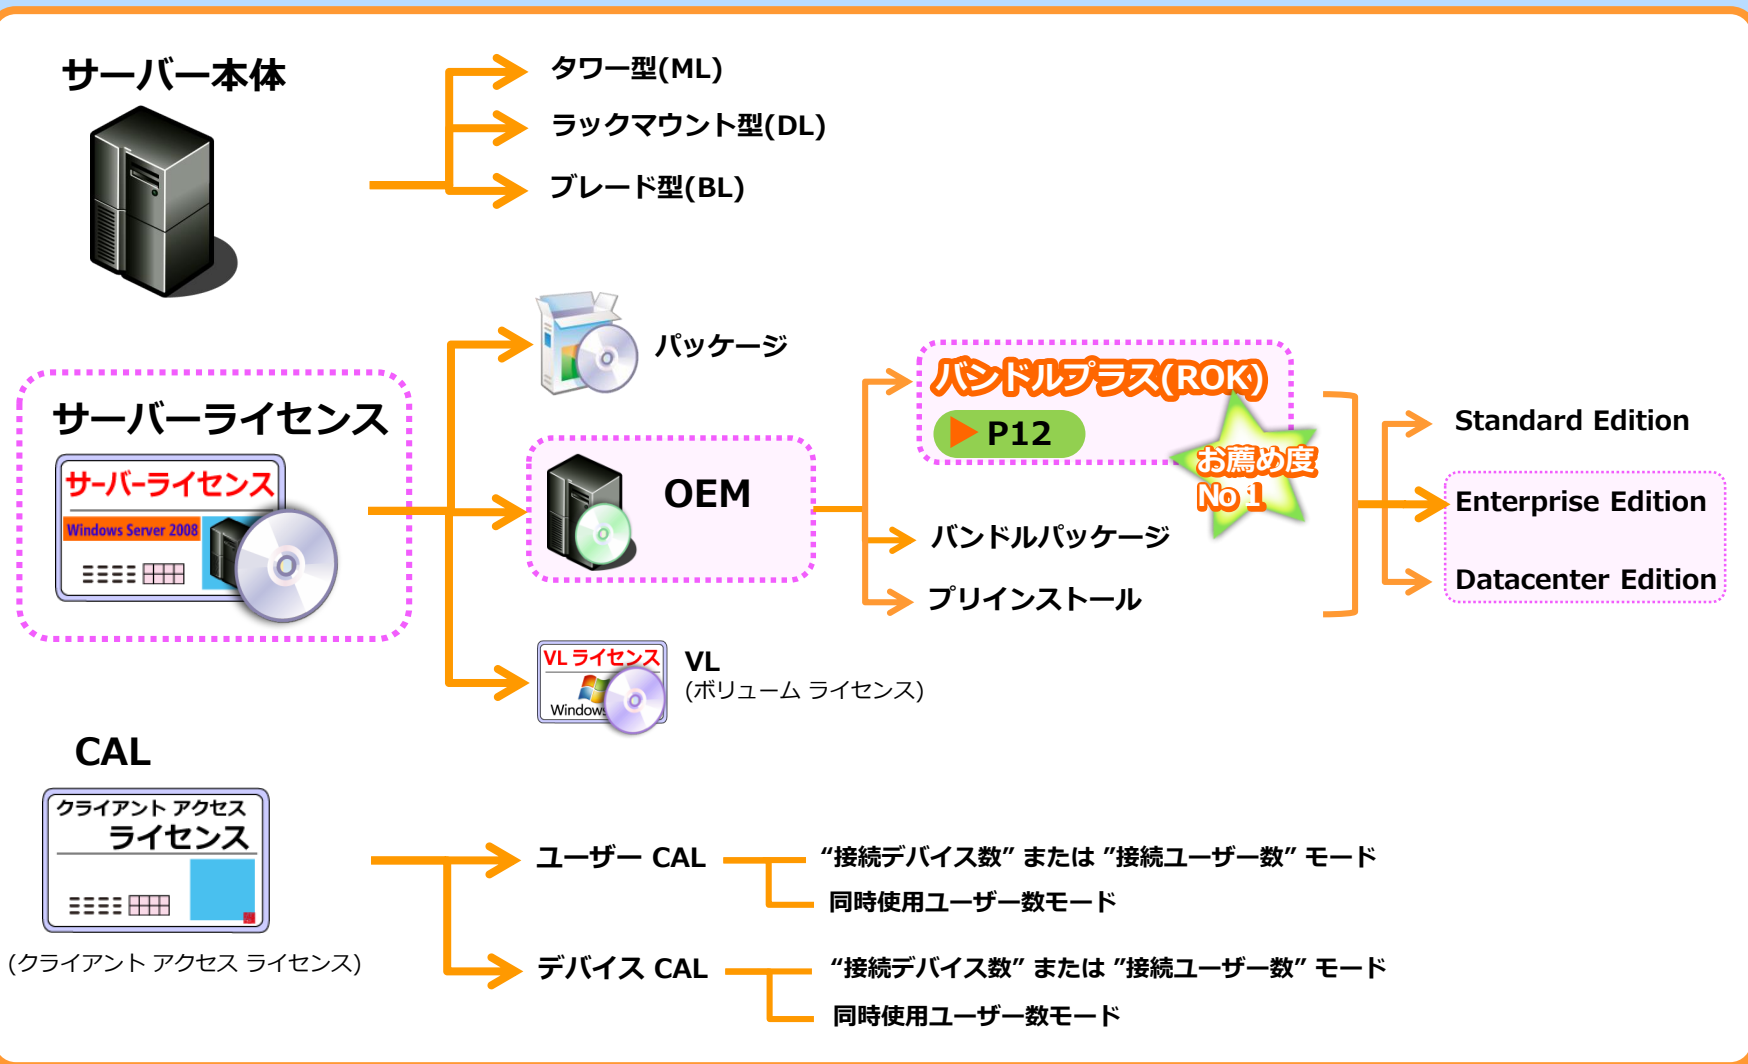 サーバー本体
タワー型(ML)
ラックマウント型(DL)
ブレード型(BL)
サーバーライセンス
サーバーライセンス
Windows Server 2008
パッケージ
OEM
バンドルプラス(ROK)
P12
お薦め度
No 1
バンドルパッケージ
プリインストール
Standard Edition
Enterprise Edition
Datacenter Edition
VL ライセンス
Windows
VL
(ボリューム ライセンス)
CAL
クライアント アクセス
ライセンス
(クライアント アクセス ライセンス)
ユーザー CAL
“接続デバイス数” または ”接続ユーザー数” モード
同時使用ユーザー数モード
デバイス CAL
“接続デバイス数” または ”接続ユーザー数” モード
同時使用ユーザー数モード